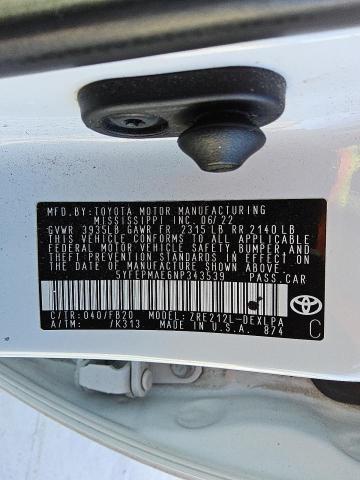 MFD. BY: TOYOTA MOTOR MANUFACTURING
MISSISSIPPI INC. 06/22
GVWR 3935LB GAWR FR 2315 LB RR 2140 LB
THIS VEHICLE CONFORMS TO ALL APPLICABLE
FEDERAL MOTOR VEHICLE SAFETY, BUMPER, AND
THEFT PREVENTION STANDARDS IN EFFECT ON
THE DATE OF MANUFACTURE SHOWN ABOVE.
5YFEPMAE6NP343539 PASS.CAR
C/TR: 040/FB20 MODEL: ZRE212L-DEXLPA
A/TM: /K313 MADE IN U.S.A. 874
C